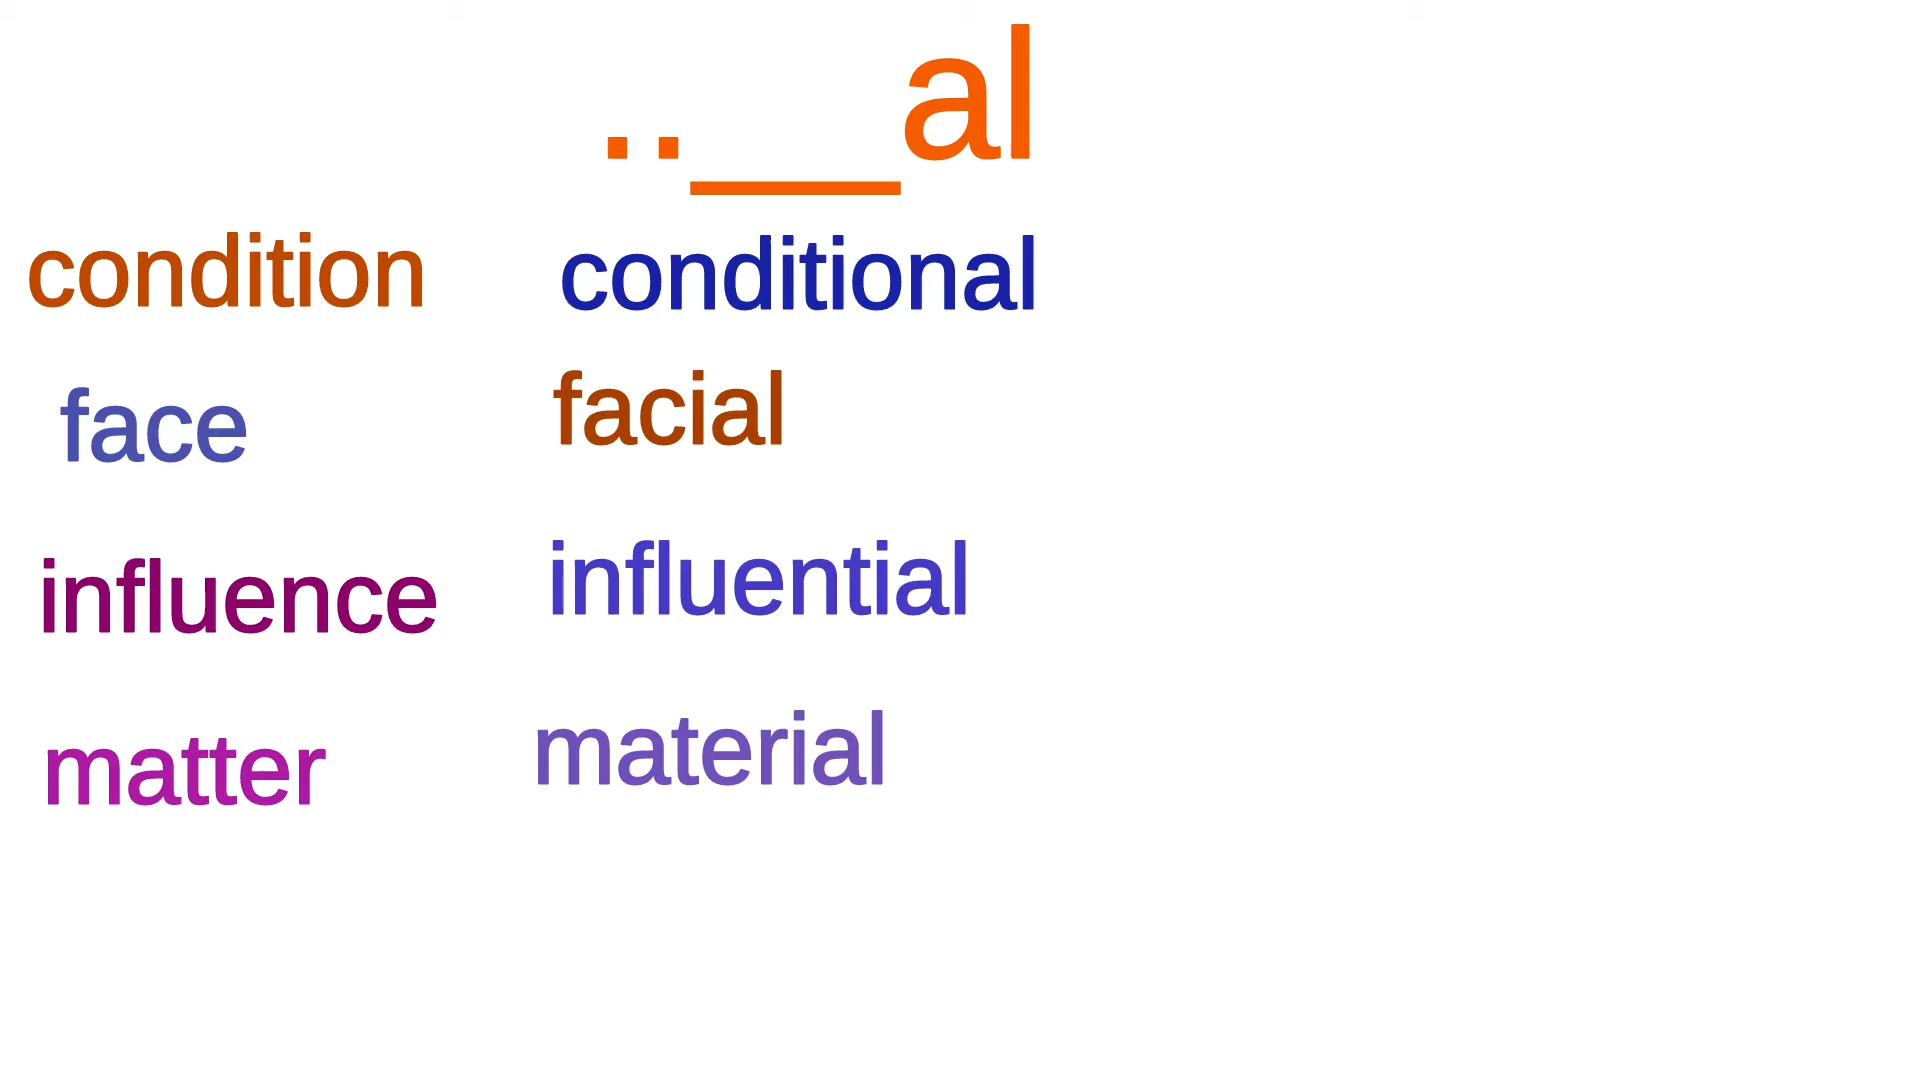 ..__al
condition conditional
face facial
influence influential
matter material